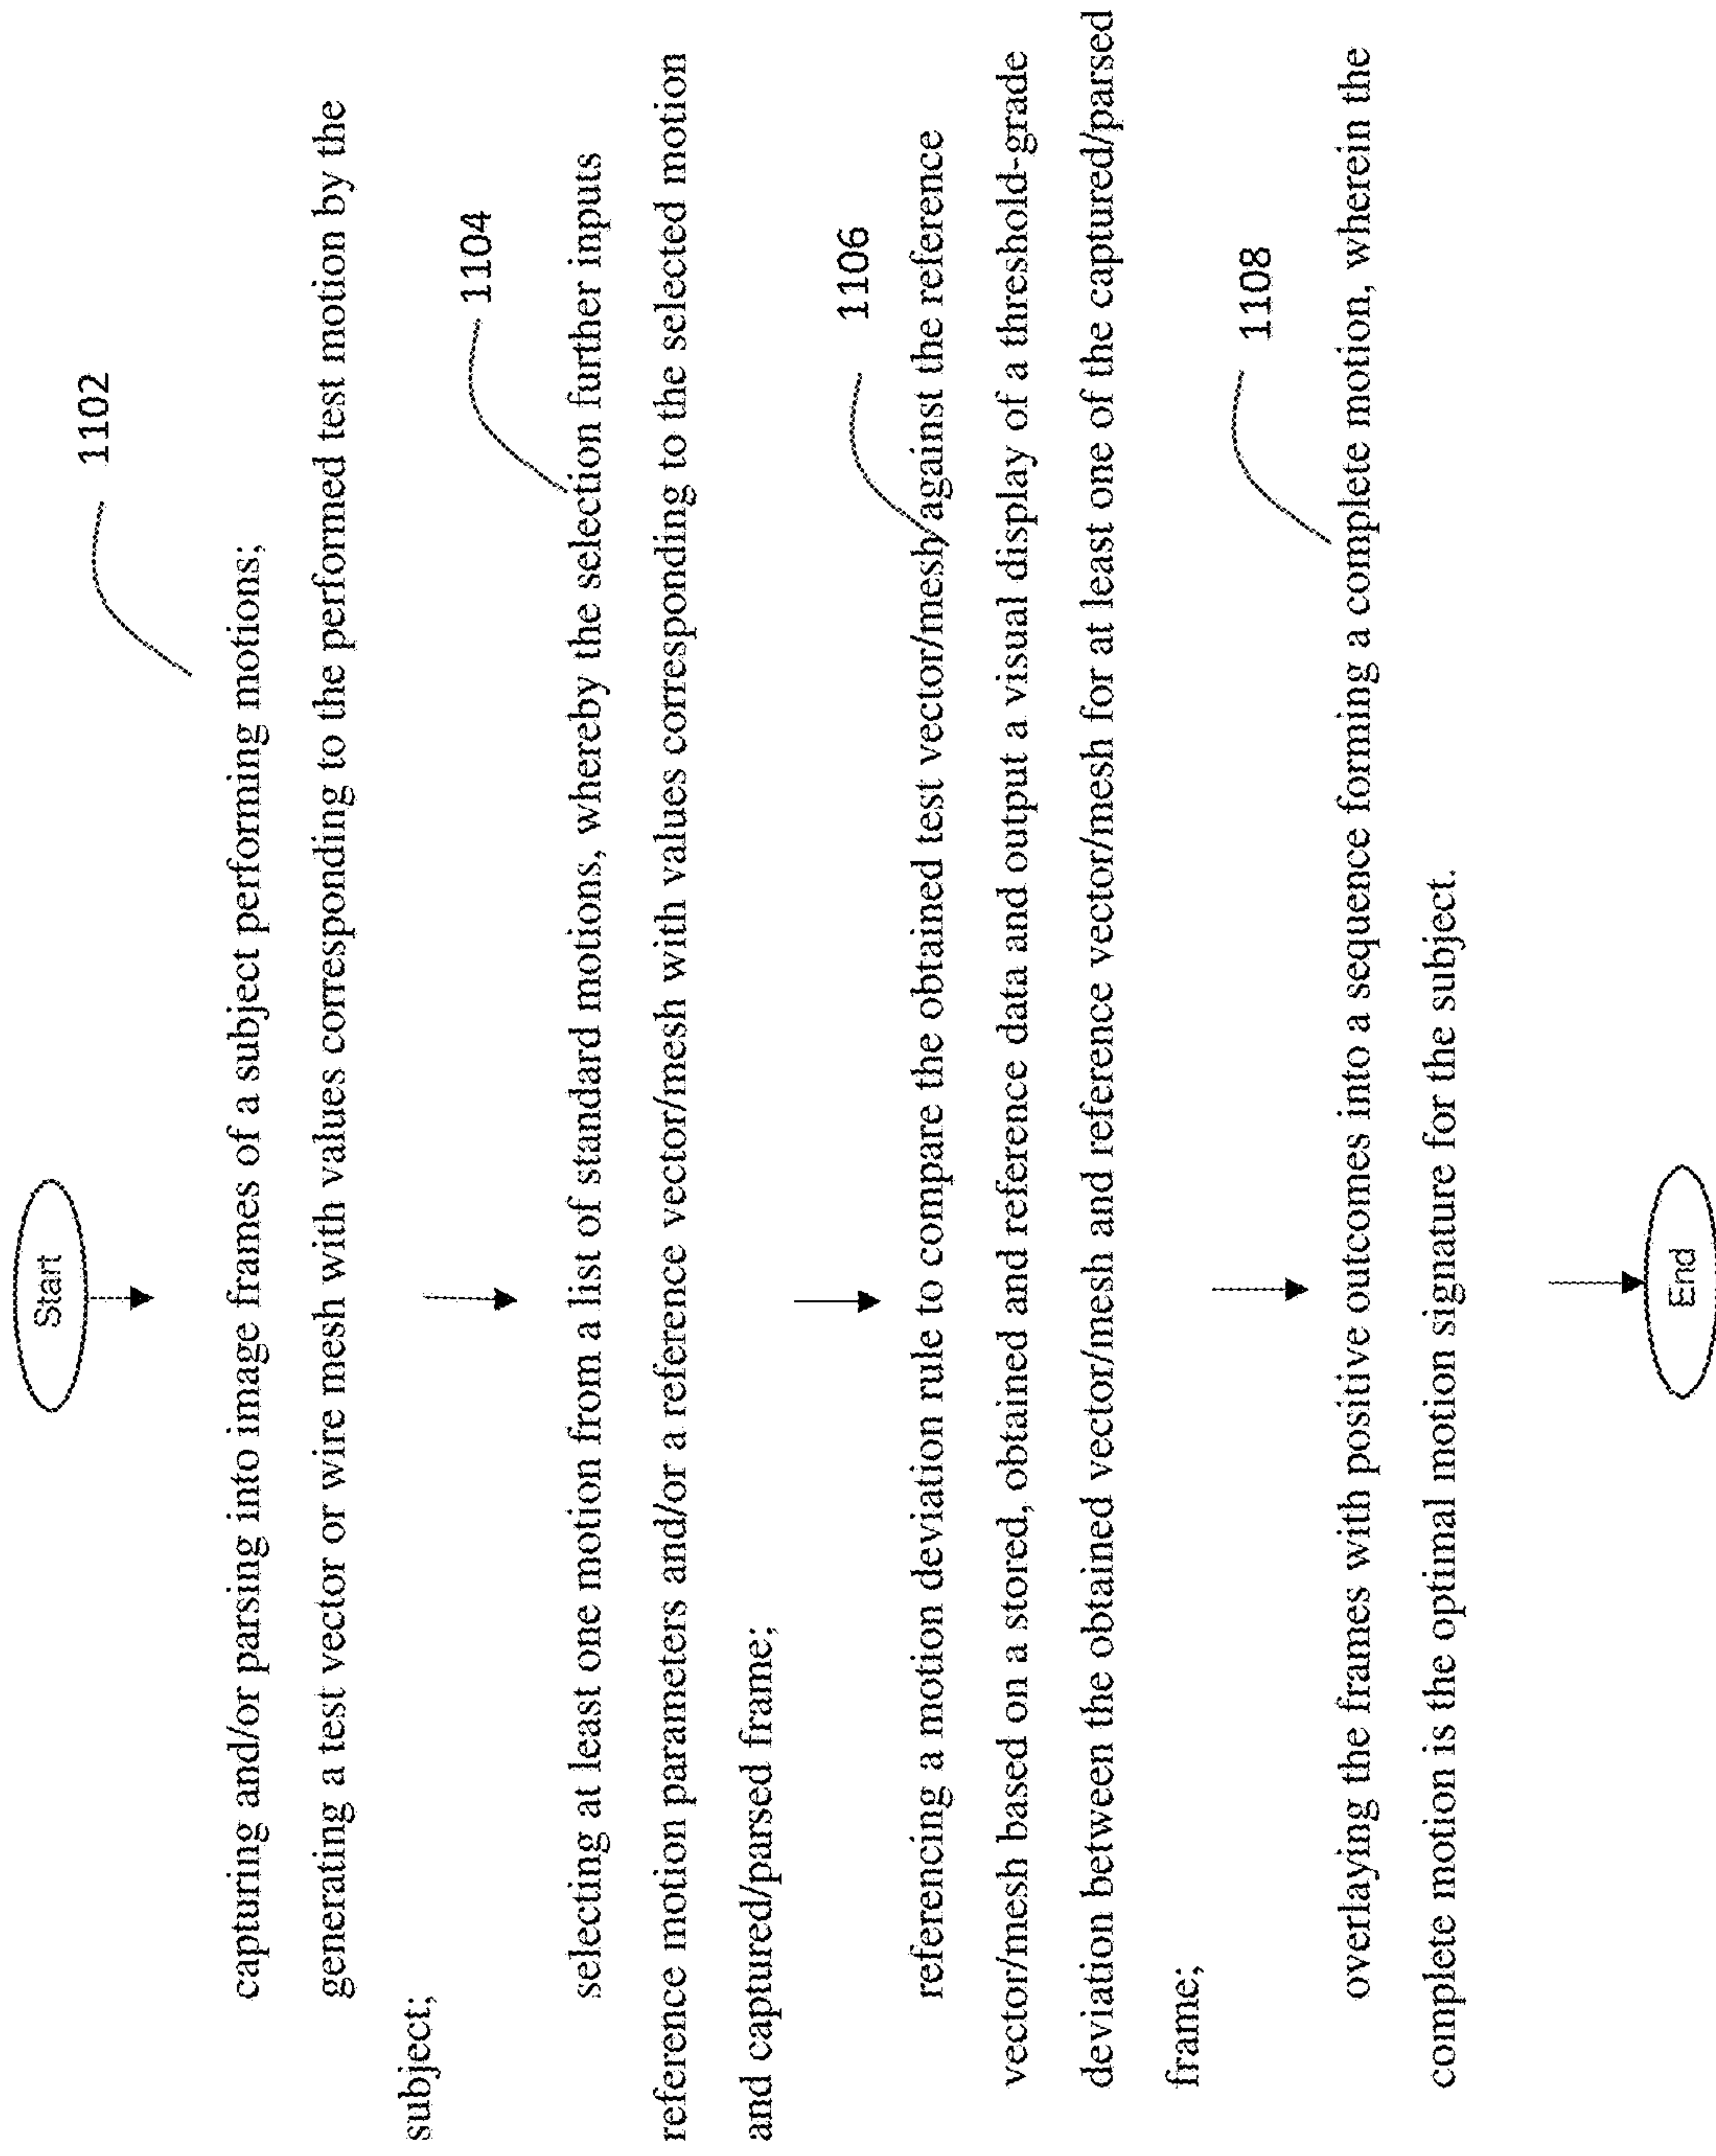 Start
1102
capturing and/or parsing into image frames of a subject performing motions;
generating a test vector or wire mesh with values corresponding to the performed test motion by the
subject;
1104
selecting at least one motion from a list of standard motions, whereby the selection further inputs
reference motion parameters and/or a reference vector/mesh with values corresponding to the selected motion
and captured/parsed frame;
1106
referencing a motion deviation rule to compare the obtained test vector/mesh against the reference
vector/mesh based on a stored, obtained and reference data and output a visual display of a threshold-grade
deviation between the obtained vector/mesh and reference vector/mesh for at least one of the captured/parsed
frame;
1108
overlaying the frames with positive outcomes into a sequence forming a complete motion, wherein the
complete motion is the optimal motion signature for the subject.
End